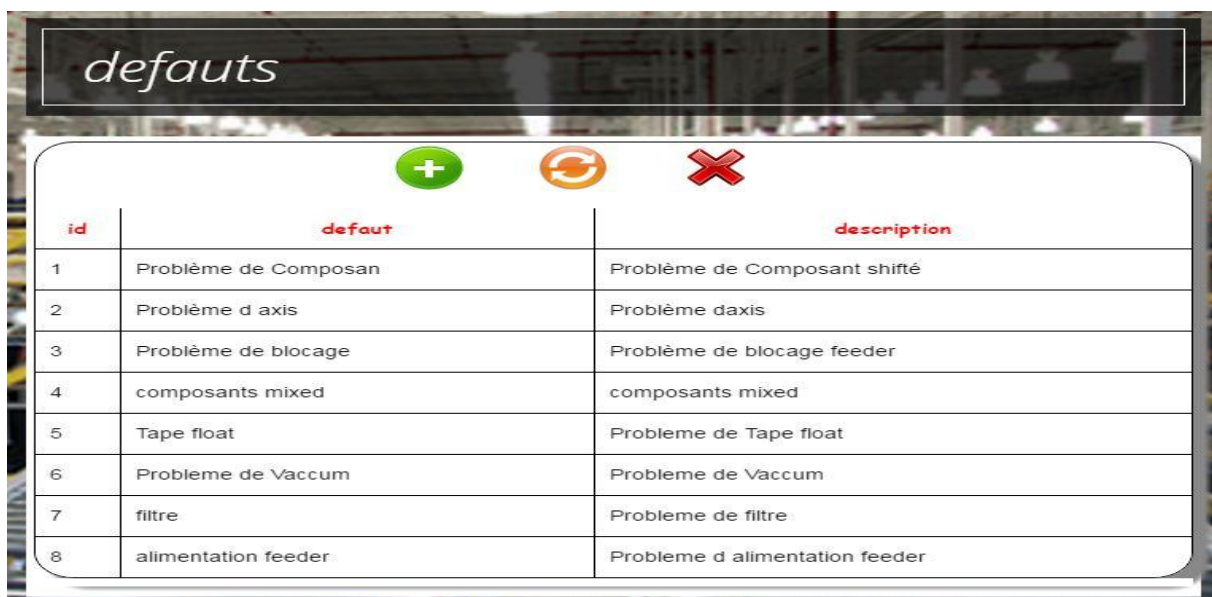 defauts
id defaut description
1 Problème de Composan Problème de Composant shifté
2 Problème d axis Problème daxis
3 Problème de blocage Problème de blocage feeder
4 composants mixed composants mixed
5 Tape float Probleme de Tape float
6 Probleme de Vaccum Probleme de Vaccum
7 filtre Probleme de filtre
8 alimentation feeder Probleme d alimentation feeder